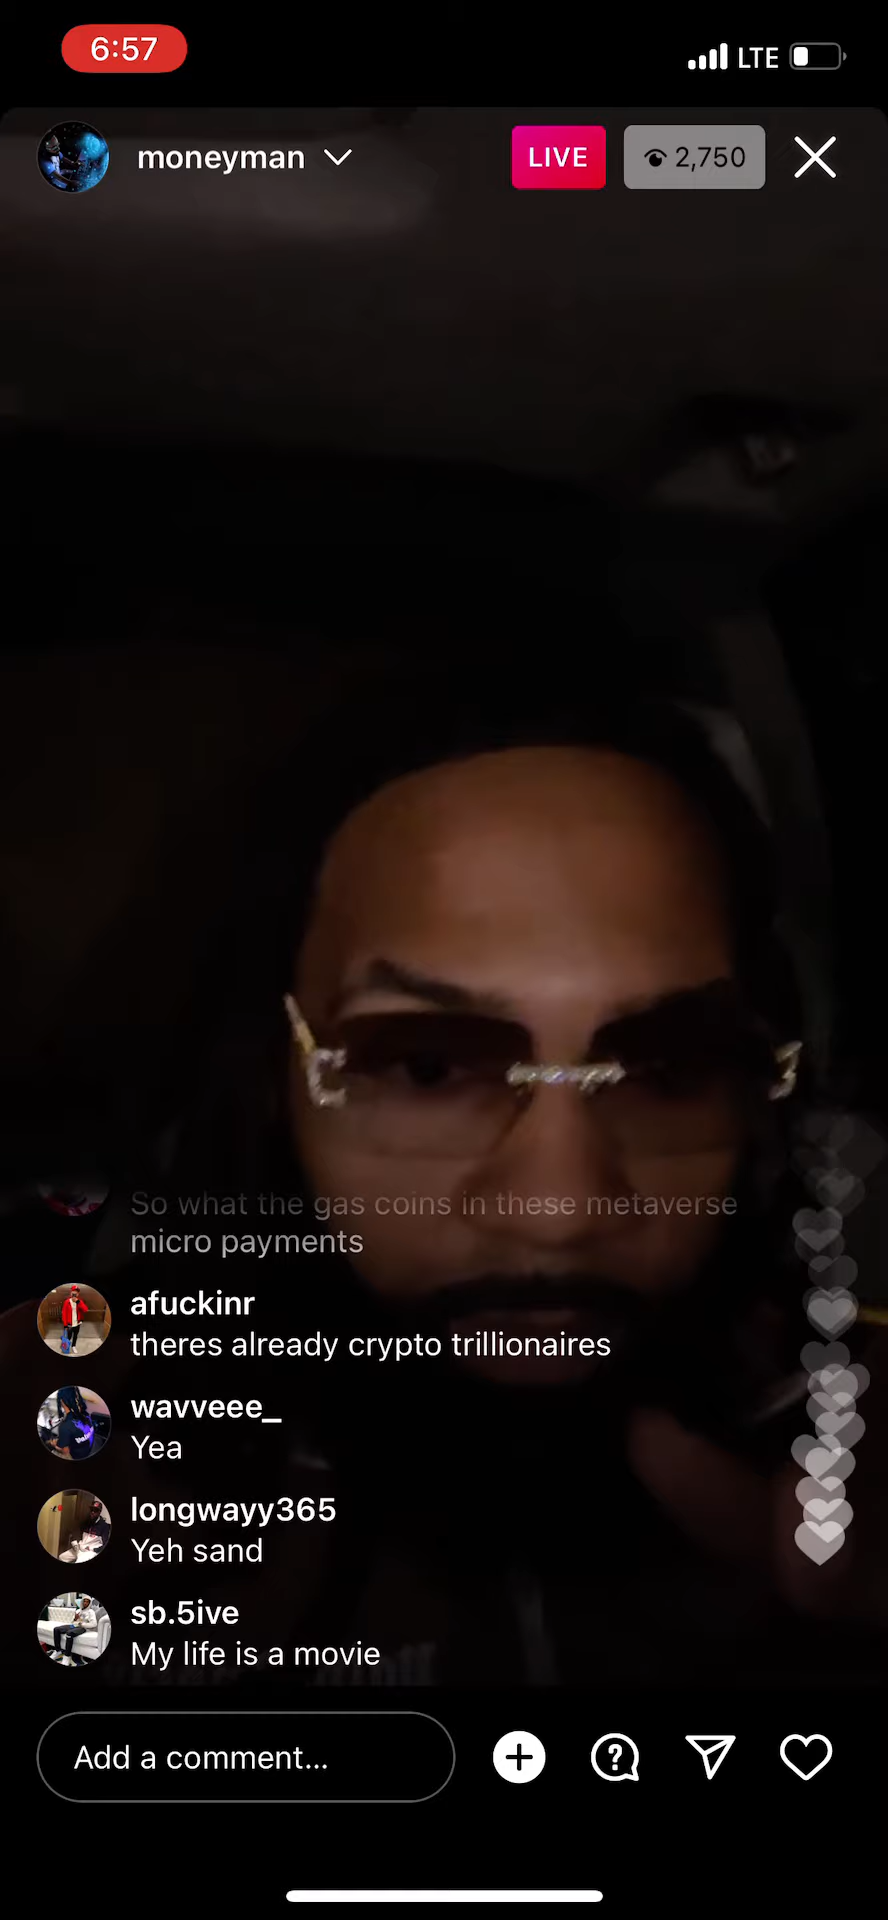 6:57
LTE
moneyman
LIVE
2,750
So what the gas coins in these metaverse
micro payments
afuckinr
theres already crypto trillionaires
wavveee_
Yea
longwayy365
Yeh sand
sb.5ive
My life is a movie
Add a comment...